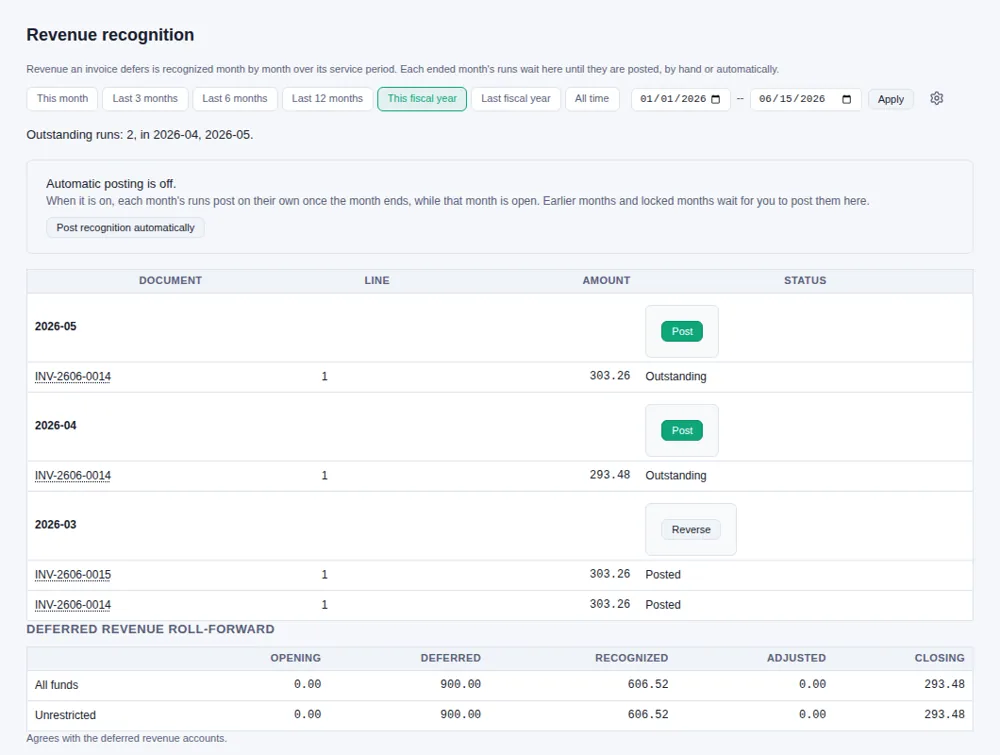 Revenue recognition
Revenue an invoice defers is recognized month by month over its service period. Each ended month's runs wait here until they are posted, by hand or automatically.
This month Last 3 months Last 6 months Last 12 months This fiscal year Last fiscal year All time 01/01/2026 -- 06/15/2026 Apply
Outstanding runs: 2, in 2026-04, 2026-05.
Automatic posting is off.
When it is on, each month's runs post on their own once the month ends, while that month is open. Earlier months and locked months wait for you to post them here.
Post recognition automatically
DOCUMENT LINE AMOUNT STATUS
2026-05 Post
INV-2606-0014 1 303.26 Outstanding
2026-04 Post
INV-2606-0014 1 293.48 Outstanding
2026-03 Reverse
INV-2606-0015 1 303.26 Posted
INV-2606-0014 1 303.26 Posted
DEFERRED REVENUE ROLL-FORWARD
OPENING DEFERRED RECOGNIZED ADJUSTED CLOSING
All funds 0.00 900.00 606.52 0.00 293.48
Unrestricted 0.00 900.00 606.52 0.00 293.48
Agrees with the deferred revenue accounts.